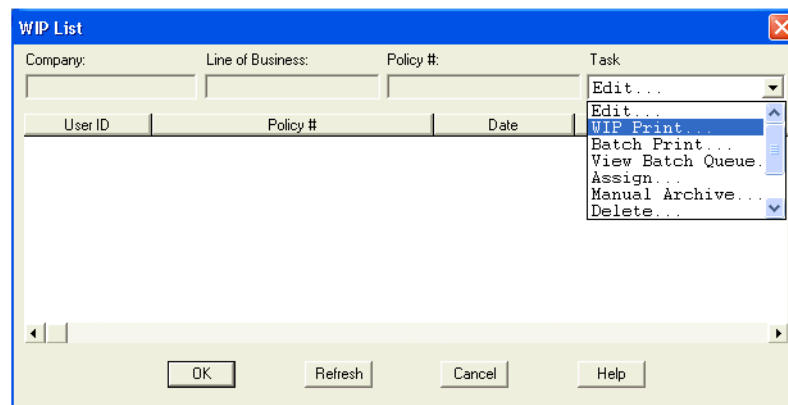 WIP List
Company:
Line of Business:
Policy #:
Task
Edit...
User ID
Policy #
Date
Edit...
WIP Print...
Batch Print...
View Batch Queue.
Assign...
Manual Archive...
Delete...
OK
Refresh
Cancel
Help